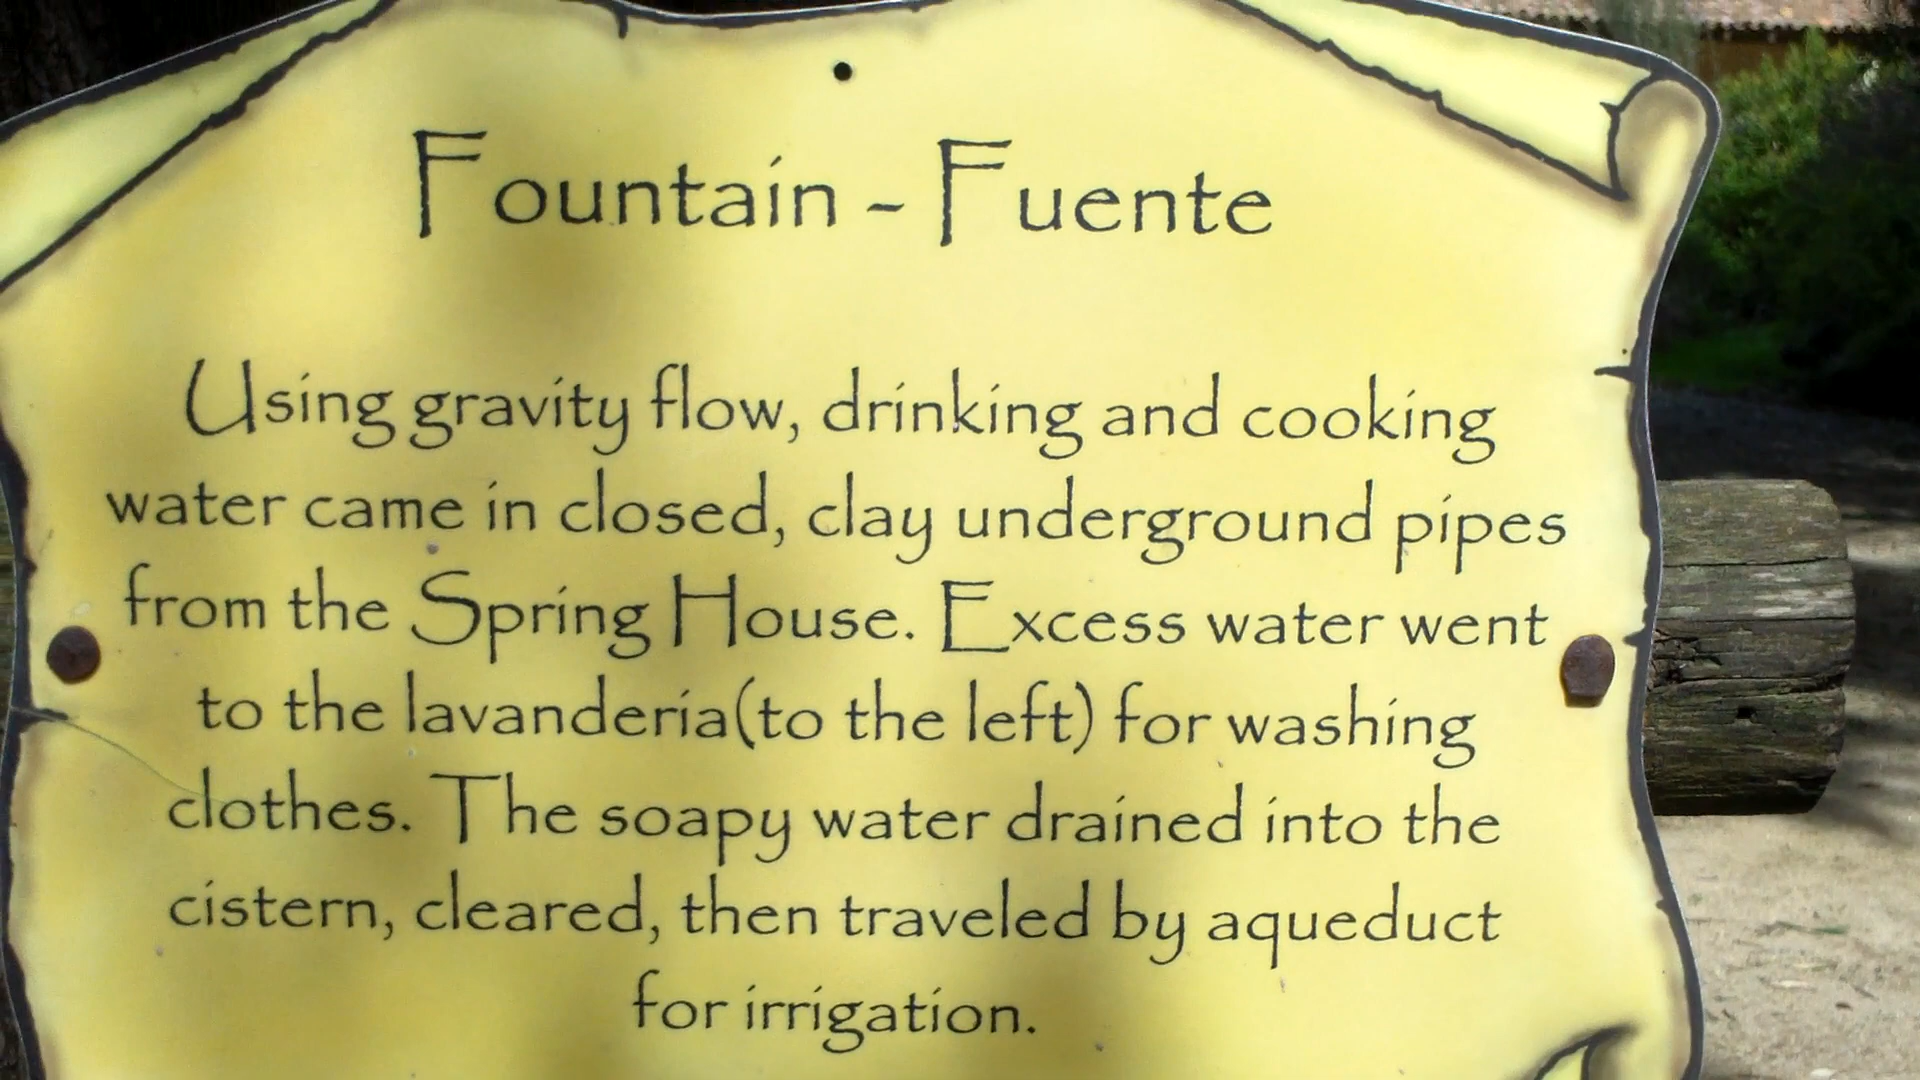 Fountain - Fuente
Using gravity flow, drinking and cooking
water came in closed, clay underground pipes
from the Spring House. Excess water went
to the lavanderia(to the left) for washing
clothes. The soapy water drained into the
cistern, cleared, then traveled by aqueduct
for irrigation.